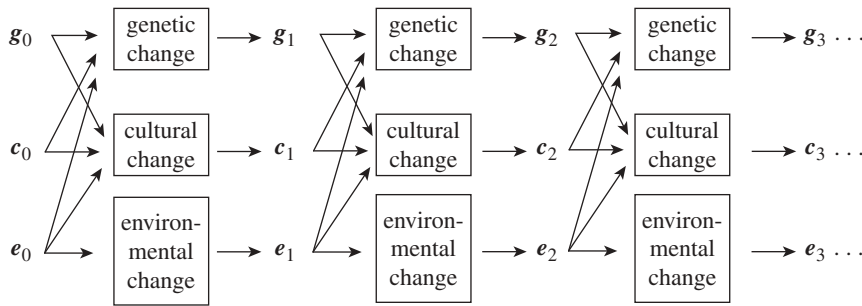 g0 genetic change g1 genetic change g2 genetic change g3 . . .
c0 cultural change c1 cultural change c2 cultural change c3 . . .
e0 environ-mental change e1 environ-mental change e2 environ-mental change e3 . . .